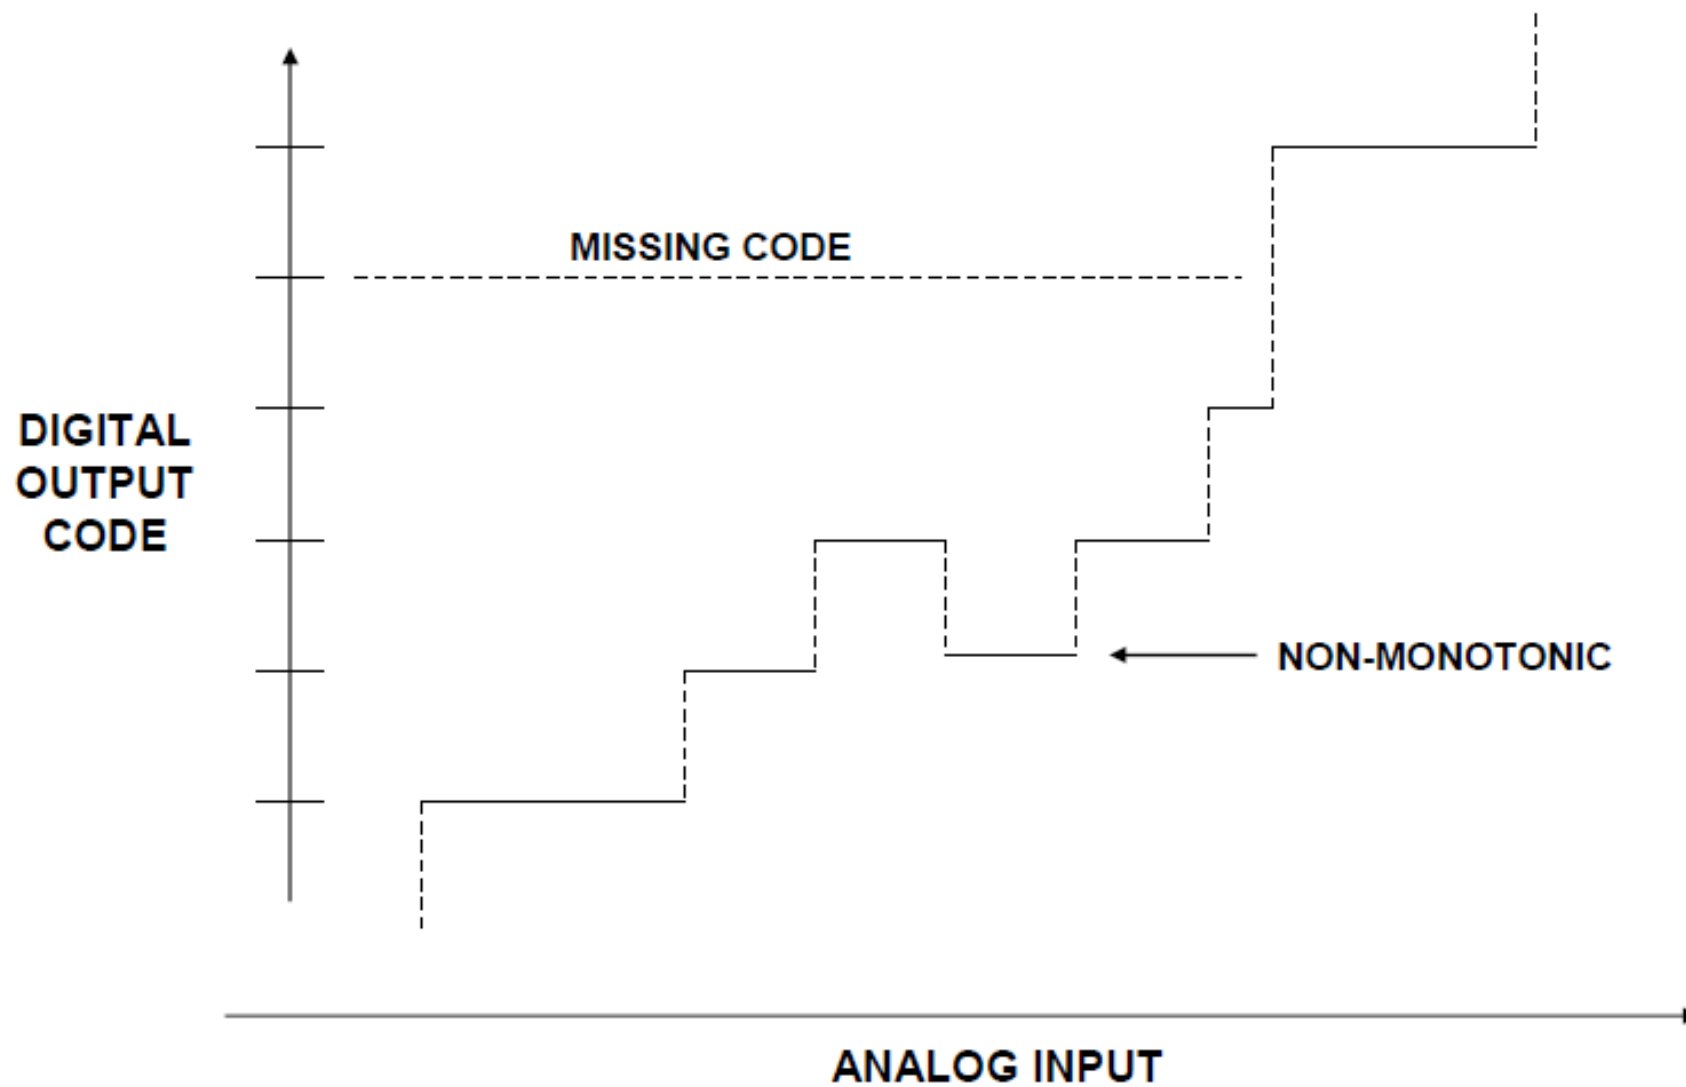 MISSING CODE
DIGITAL
OUTPUT
CODE
NON-MONOTONIC
ANALOG INPUT